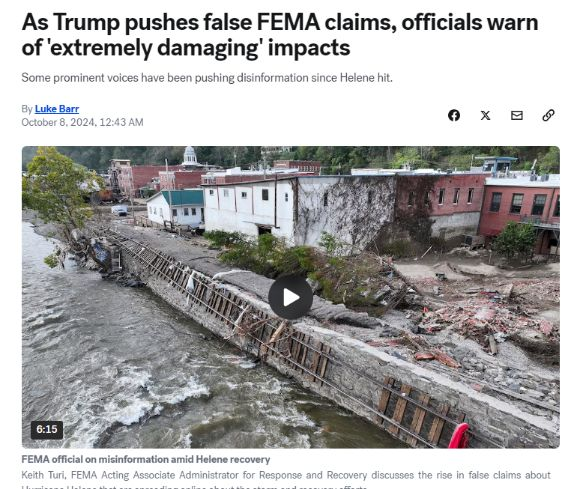 As Trump pushes false FEMA claims, officials warn
of 'extremely damaging' impacts
Some prominent voices have been pushing disinformation since Helene hit.
By Luke Barr
October 8, 2024, 12:43 AM
6:15
FEMA official on misinformation amid Helene recovery
Keith Turi, FEMA Acting Associate Administrator for Response and Recovery discusses the rise in false claims about
Hurricane Helene that are spreading online about the storm and recovery efforts.